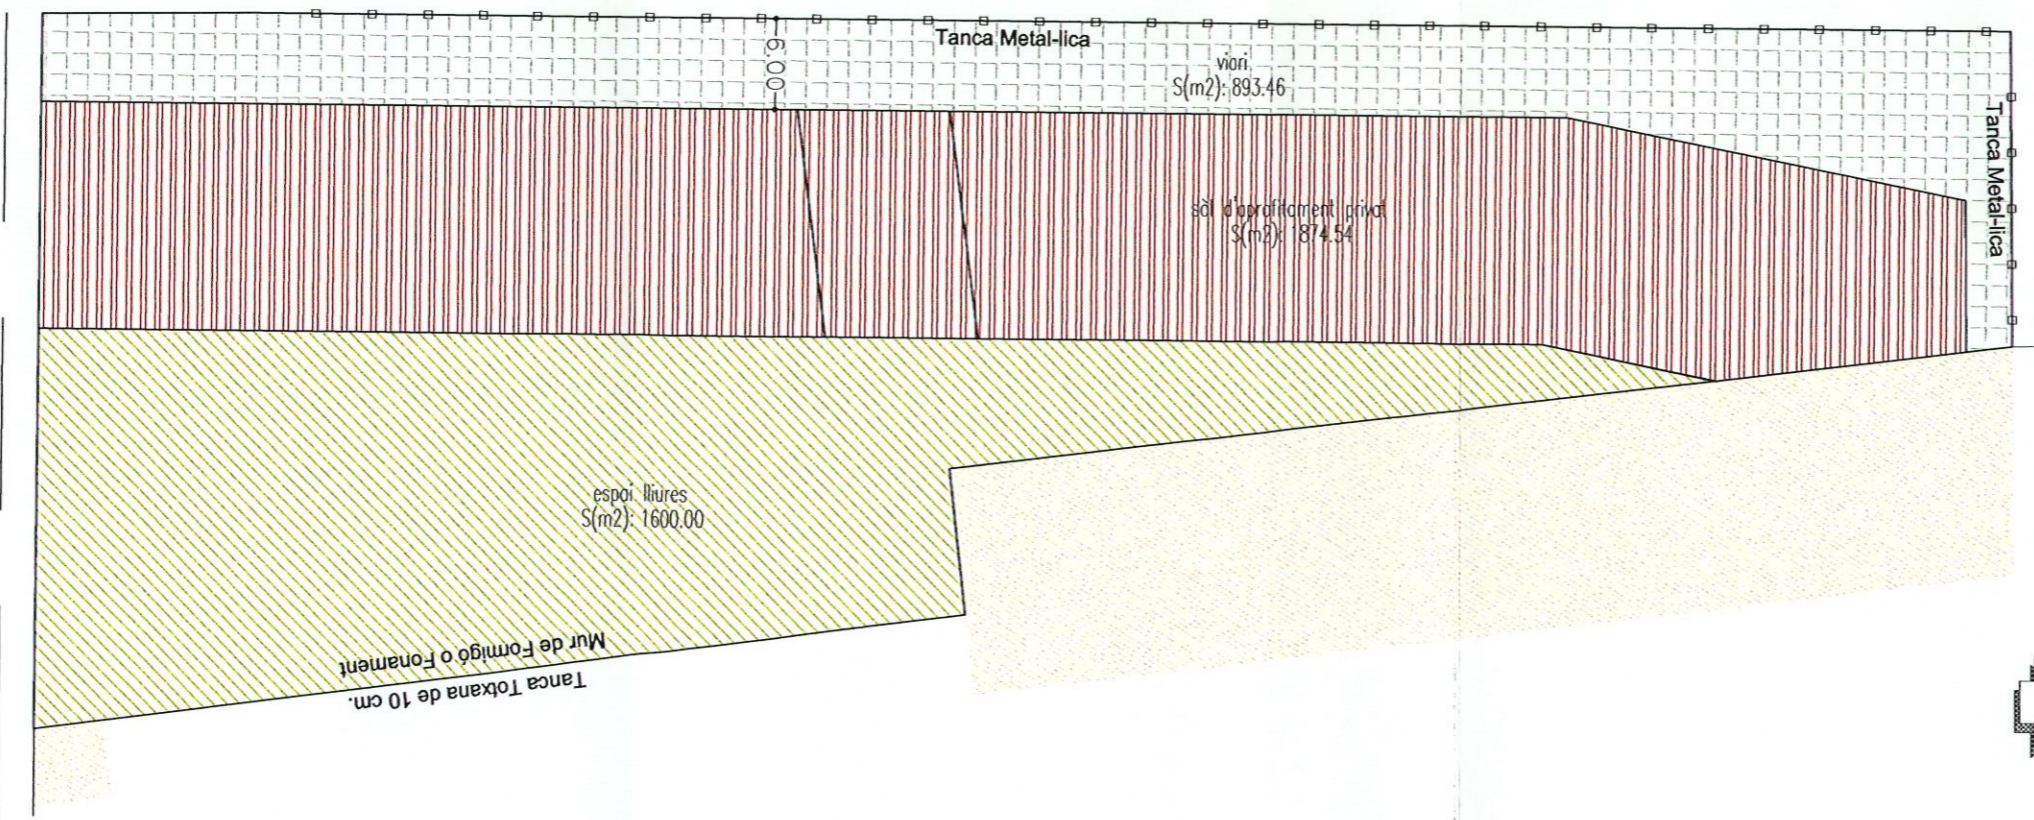 Tanca Metal-lica
6.00
viari
S(m2): 893.46
Tanca Metal-lica
sòl d'aprofitament privat
S(m2): 1874.54
espai lliures
S(m2): 1600.00
Mur de Formigó o Fonament
Tanca Totxana de 10 cm.